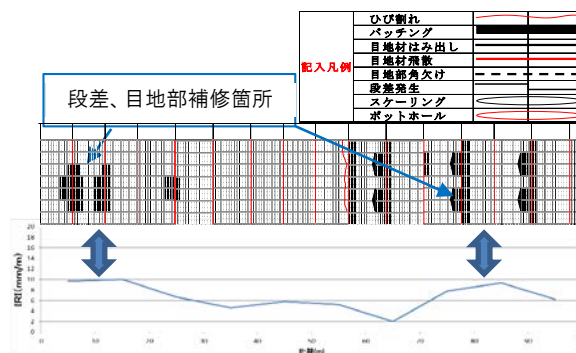 記入凡例
ひび割れ
パッチング
目地材はみ出し
目地材飛散
目地部角欠け
段差発生
スケーリング
ポットホール
段差、目地部補修箇所
IRI(mm/m)
20
18
16
14
12
10
8
6
4
2
0
0 10 20 30 40 50 60 70 80 90